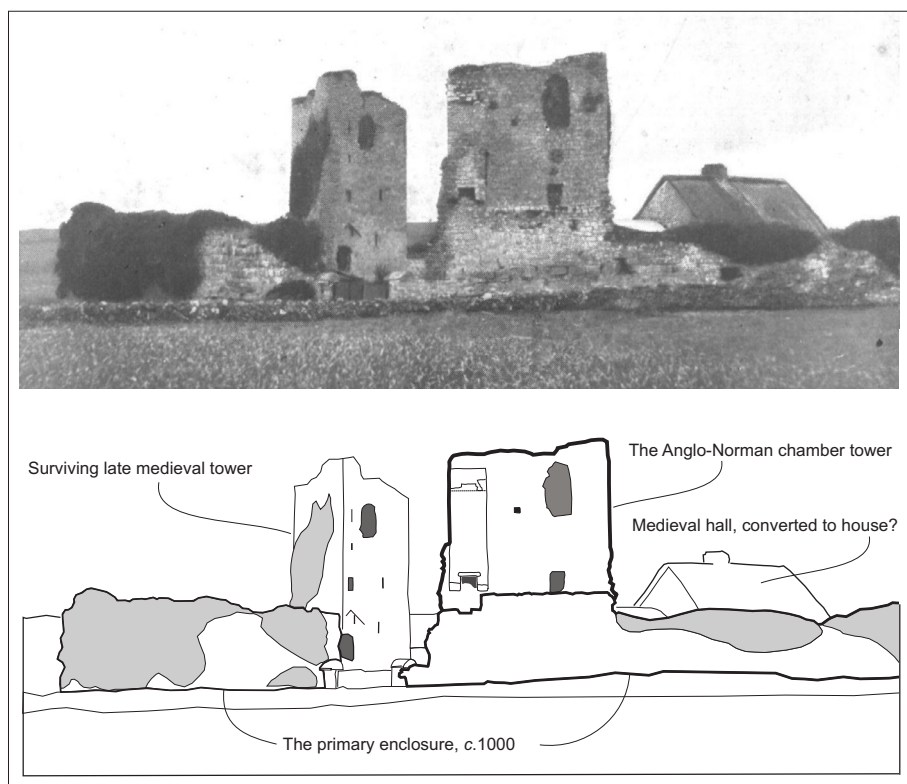 Surviving late medieval tower
The Anglo-Norman chamber tower
Medieval hall, converted to house?
The primary enclosure, c.1000